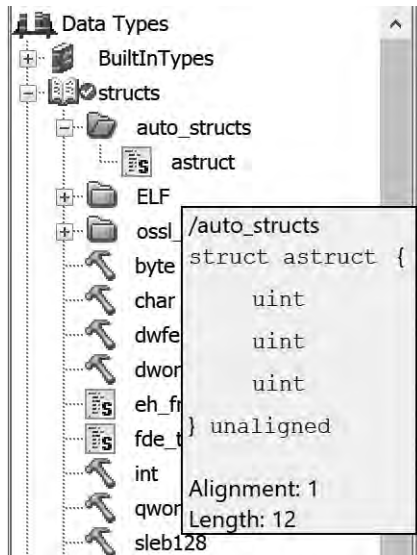 Data Types
BuiltInTypes
structs
auto_structs
astruct
ELF
ossl_
byte
char
dwfe
dwor
eh_fr
fde_t
int
qwor
sleb128
/auto_structs
struct astruct {
uint
uint
uint
} unaligned
Alignment: 1
Length: 12